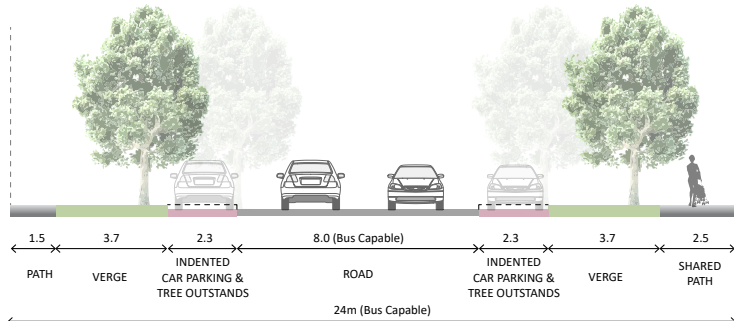 1.5
3.7
2.3
8.0 (Bus Capable)
2.3
3.7
2.5
PATH
VERGE
INDENTED
CAR PARKING &
TREE OUTSTANDS
ROAD
INDENTED
CAR PARKING &
TREE OUTSTANDS
VERGE
SHARED
PATH
24m (Bus Capable)